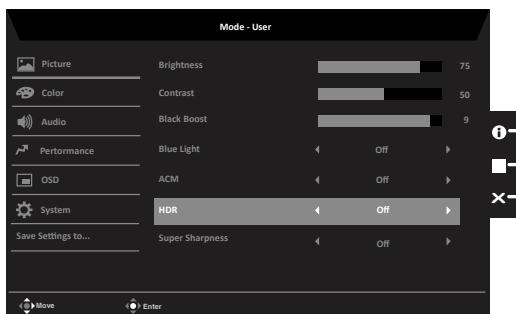 Mode - User
Picture
Color
Audio
Pertormance
OSD
System
Save Settings to...
Brightness 75
Contrast 50
Black Boost 9
Blue Light Off
ACM Off
HDR Off
Super Sharpness Off
Move Enter